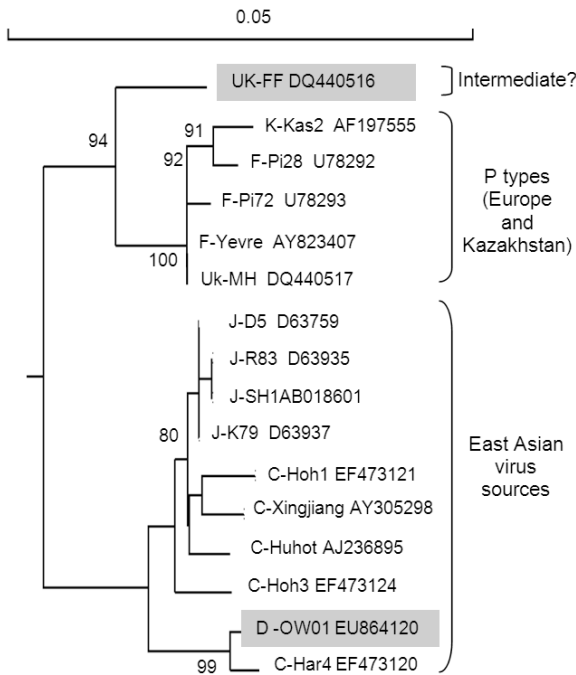 0.05
UK-FF DQ440516
Intermediate?
94
91
K-Kas2 AF197555
92
F-Pi28 U78292
F-Pi72 U78293
P types
(Europe
and
Kazakhstan)
F-Yevre AY823407
100
Uk-MH DQ440517
J-D5 D63759
J-R83 D63935
J-SH1AB018601
80
J-K79 D63937
East Asian
virus
sources
C-Hoh1 EF473121
C-Xingjiang AY305298
C-Huhot AJ236895
C-Hoh3 EF473124
D -OW01 EU864120
99
C-Har4 EF473120